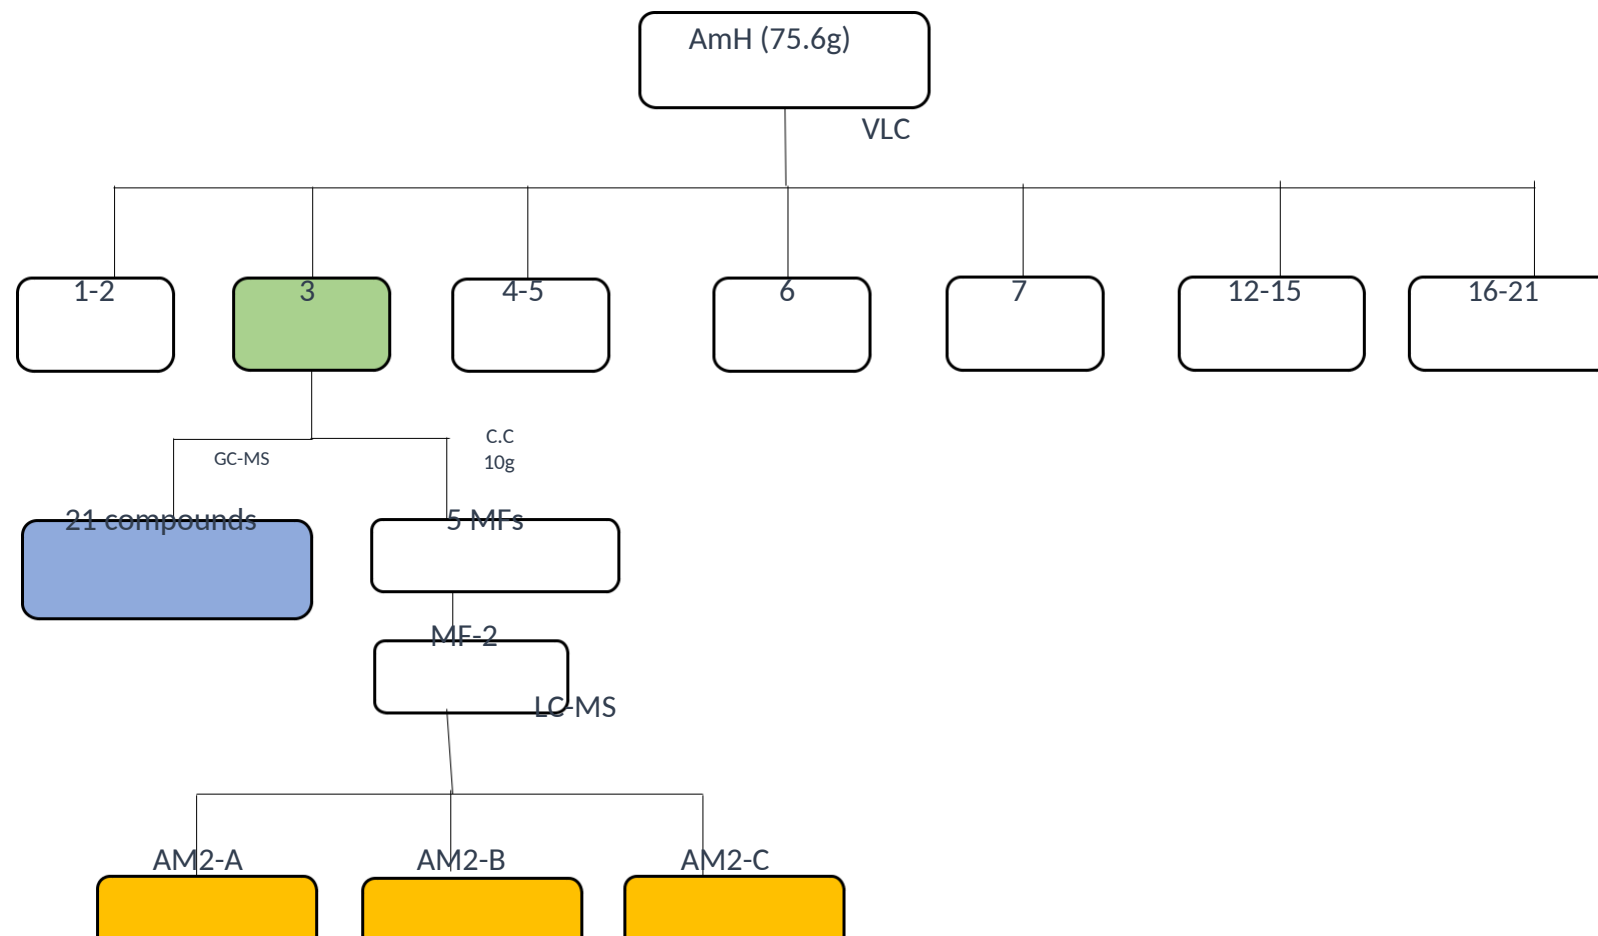 AmH (75.6g)
VLC
1-2
3
4-5
6
7
12-15
16-21
GC-MS
C.C
10g
21 compounds
5 MFs
MF-2
LC-MS
AM2-A
AM2-B
AM2-C